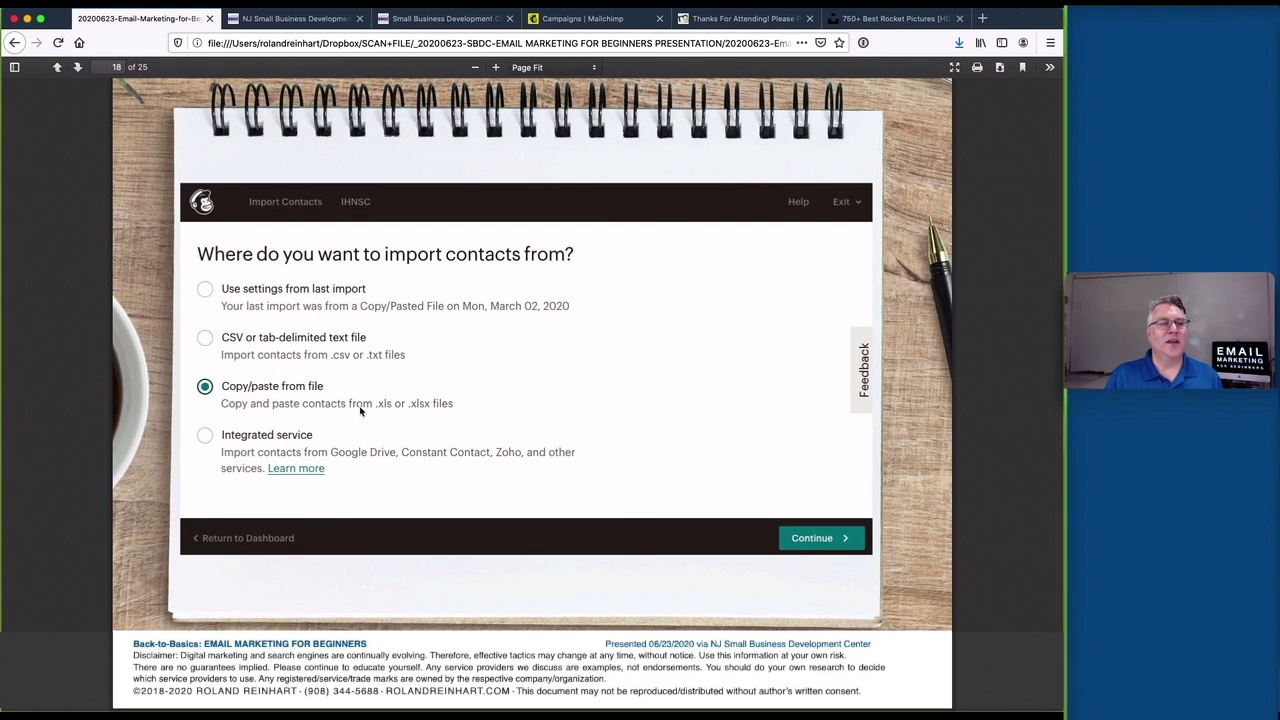 20200623-Email-Marketing-for-Be
NJ Small Business Developmen
Small Business Development C
Campaigns | Mailchimp
Thanks For Attending! Please F
750+ Best Rocket Pictures [HD
file:///Users/rolandreinhart/Dropbox/SCAN+FILE/_20200623-SBDC-EMAIL MARKETING FOR BEGINNERS PRESENTATION/20200623-Ema
18 of 25
Page Fit
Import Contacts IHNSC Help Exit
Where do you want to import contacts from?
Use settings from last import
Your last import was from a Copy/Pasted File on Mon, March 02, 2020
CSV or tab-delimited text file
Import contacts from .csv or .txt files
Copy/paste from file
Copy and paste contacts from .xls or .xlsx files
Integrated service
Import contacts from Google Drive, Constant Contact, Zoho, and other
services. Learn more
Feedback
Return to Dashboard
Continue
EMAIL
MARKETING
FOR BEGINNERS
Back-to-Basics: EMAIL MARKETING FOR BEGINNERS Presented 06/23/2020 via NJ Small Business Development Center
Disclaimer: Digital marketing and search engines are continually evolving. Therefore, effective tactics may change at any time, without notice. Use this information at your own risk.
There are no guarantees implied. Please continue to educate yourself. Any service providers we discuss are examples, not endorsements. You should do your own research to decide
which service providers to use. Any registered/service/trade marks are owned by the respective company/organization.
©2018-2020 ROLAND REINHART · (908) 344-5688 · ROLANDREINHART.COM · This document may not be reproduced/distributed without author's written consent.